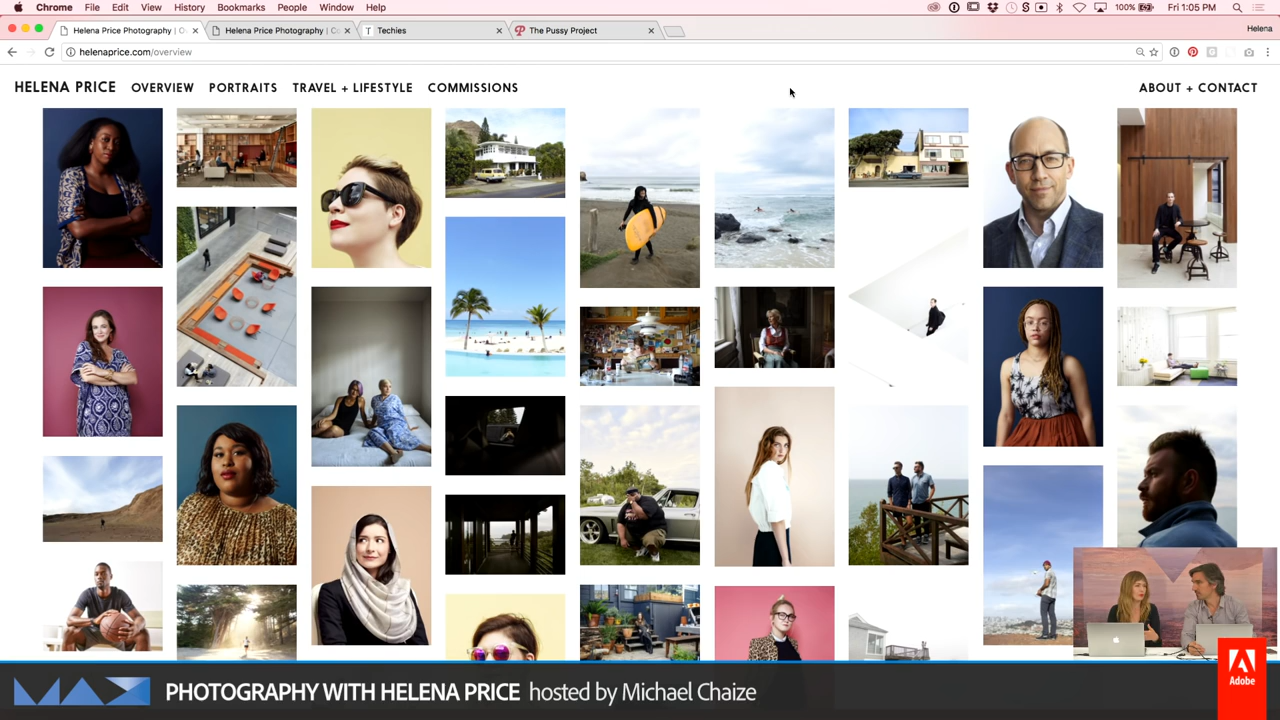 Chrome File Edit View History Bookmarks People Window Help 100% Fri 1:05 PM
Helena Price Photography | O × Helena Price Photography | C × Techies × The Pussy Project × Helena
helenaprice.com/overview
HELENA PRICE OVERVIEW PORTRAITS TRAVEL + LIFESTYLE COMMISSIONS ABOUT + CONTACT
MAX PHOTOGRAPHY WITH HELENA PRICE hosted by Michael Chaize
Adobe